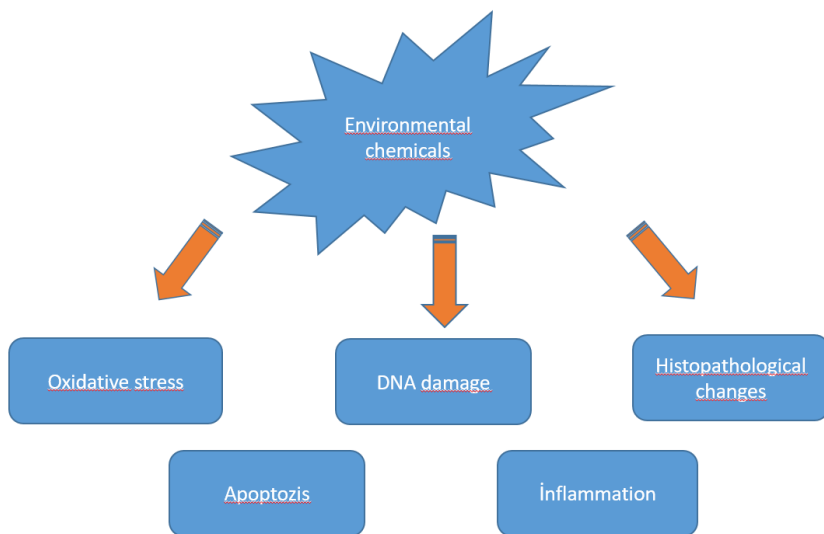 Environmental
chemicals
Oxidative stress
DNA damage
Histopathological
changes
Apoptozis
İnflammation